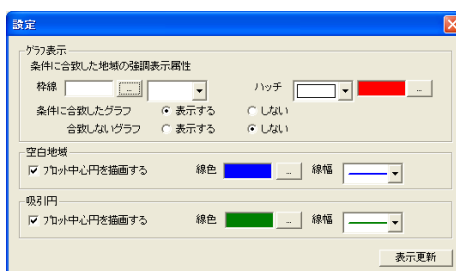 設定
グラフ表示
条件に合致した地域の強調表示属性
枠線 ... ハッチ ...
条件に合致したグラフ 表示する しない
合致しないグラフ 表示する しない
空白地域
プロット中心円を描画する 線色 ... 線幅
吸引円
プロット中心円を描画する 線色 ... 線幅
表示更新